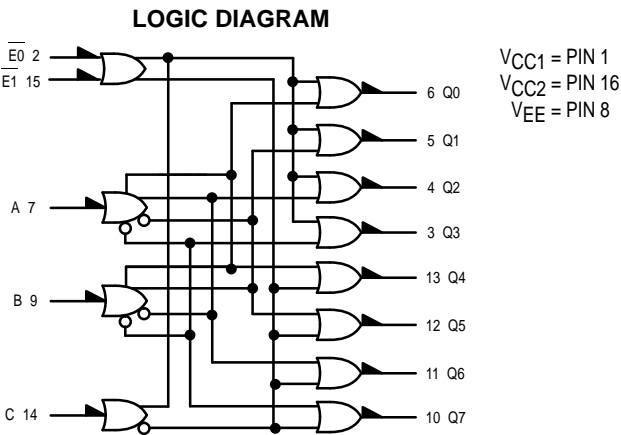 LOGIC DIAGRAM
E0 2
E1 15
A 7
B 9
C 14
6 Q0
5 Q1
4 Q2
3 Q3
13 Q4
12 Q5
11 Q6
10 Q7
VCC1 = PIN 1
VCC2 = PIN 16
VEE = PIN 8